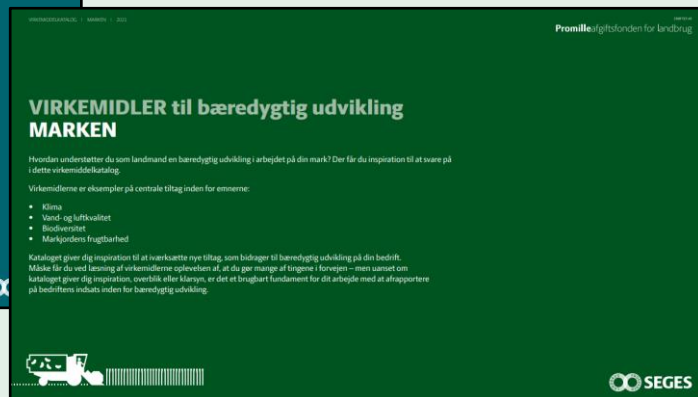 VIRKEMIDDELKATALOG | MARKEN | 2022
STØTTET AF
Promilleafgiftsfonden for landbrug
VIRKEMIDLER til bæredygtig udvikling
MARKEN
Hvordan understøtter du som landmand en bæredygtig udvikling i arbejdet på din mark? Der får du inspiration til at svare på
i dette virkemiddelkatalog.
Virkemidlerne er eksempler på centrale tiltag inden for emnerne:
• Klima
• Vand- og luftkvalitet
• Biodiversitet
• Markjordens frugtbarhed
Kataloget giver dig inspiration til at iværksætte nye tiltag, som bidrager til bæredygtig udvikling på din bedrift.
Måske får du ved læsning af virkemidlerne oplevelsen af, at du gør mange af tingene i forvejen – men uanset om
kataloget giver dig inspiration, overblik eller klarsyn, er det et brugbart fundament for dit arbejde med at afrapportere
på bedriftens indsats inden for bæredygtig udvikling.
SEGES